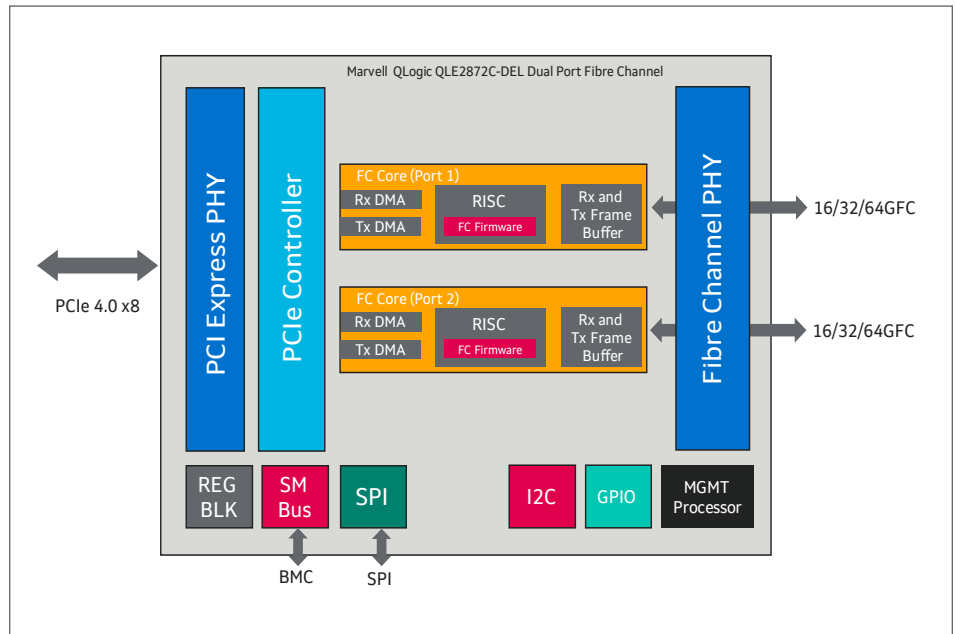 Marvell QLogic QLE2872C-DEL Dual Port Fibre Channel
PCI Express PHY
PCIe Controller
FC Core (Port 1)
Rx DMA
Tx DMA
RISC
FC Firmware
Rx and
Tx Frame
Buffer
FC Core (Port 2)
Rx DMA
Tx DMA
RISC
FC Firmware
Rx and
Tx Frame
Buffer
Fibre Channel PHY
16/32/64GFC
16/32/64GFC
PCIe 4.0 x8
REG
BLK
SM
Bus
SPI
I2C
GPIO
MGMT
Processor
BMC
SPI